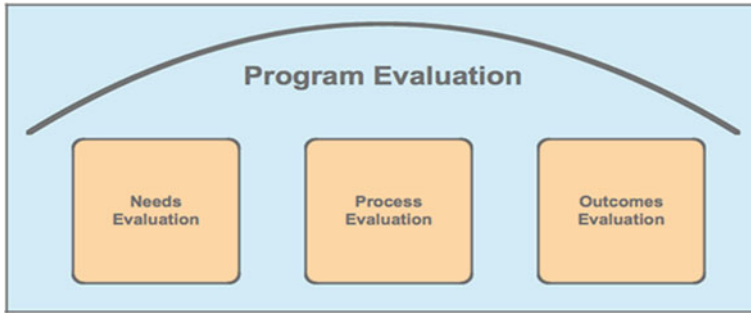 Program Evaluation
Needs
Evaluation
Process
Evaluation
Outcomes
Evaluation